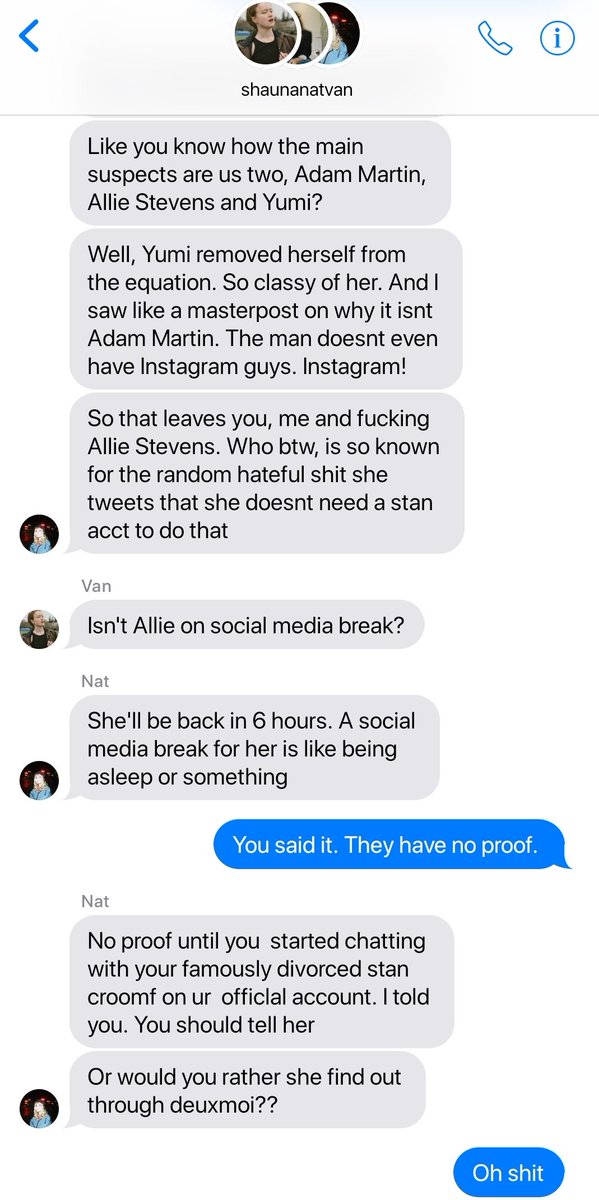 shaunanatvan
Like you know how the main
suspects are us two, Adam Martin,
Allie Stevens and Yumi?
Well, Yumi removed herself from
the equation. So classy of her. And I
saw like a masterpost on why it isnt
Adam Martin. The man doesnt even
have Instagram guys. Instagram!
So that leaves you, me and fucking
Allie Stevens. Who btw, is so known
for the random hateful shit she
tweets that she doesnt need a stan
acct to do that
Van
Isn't Allie on social media break?
Nat
She'll be back in 6 hours. A social
media break for her is like being
asleep or something
You said it. They have no proof.
Nat
No proof until you  started chatting
with your famously divorced stan
croomf on ur  officlal account. I told
you. You should tell her
Or would you rather she find out
through deuxmoi??
Oh shit